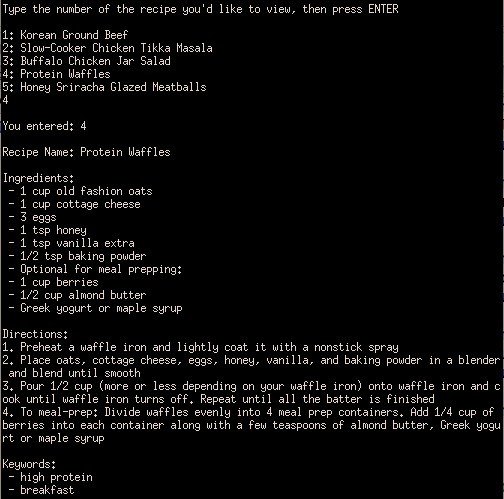 Type the number of the recipe you'd like to view, then press ENTER
1: Korean Ground Beef
2: Slow-Cooker Chicken Tikka Masala
3: Buffalo Chicken Jar Salad
4: Protein Waffles
5: Honey Sriracha Glazed Meatballs
4
You entered: 4
Recipe Name: Protein Waffles
Ingredients:
- 1 cup old fashion oats
- 1 cup cottage cheese
- 3 eggs
- 1 tsp honey
- 1 tsp vanilla extra
- 1/2 tsp baking powder
- Optional for meal prepping:
- 1 cup berries
- 1/2 cup almond butter
- Greek yogurt or maple syrup
Directions:
1. Preheat a waffle iron and lightly coat it with a nonstick spray
2. Place oats, cottage cheese, eggs, honey, vanilla, and baking powder in a blender
and blend until smooth
3. Pour 1/2 cup (more or less depending on your waffle iron) onto waffle iron and c
ook until waffle iron turns off. Repeat until all the batter is finished
4. To meal-prep: Divide waffles evenly into 4 meal prep containers. Add 1/4 cup of
berries into each container along with a few teaspoons of almond butter, Greek yogu
rt or maple syrup
Keywords:
- high protein
- breakfast